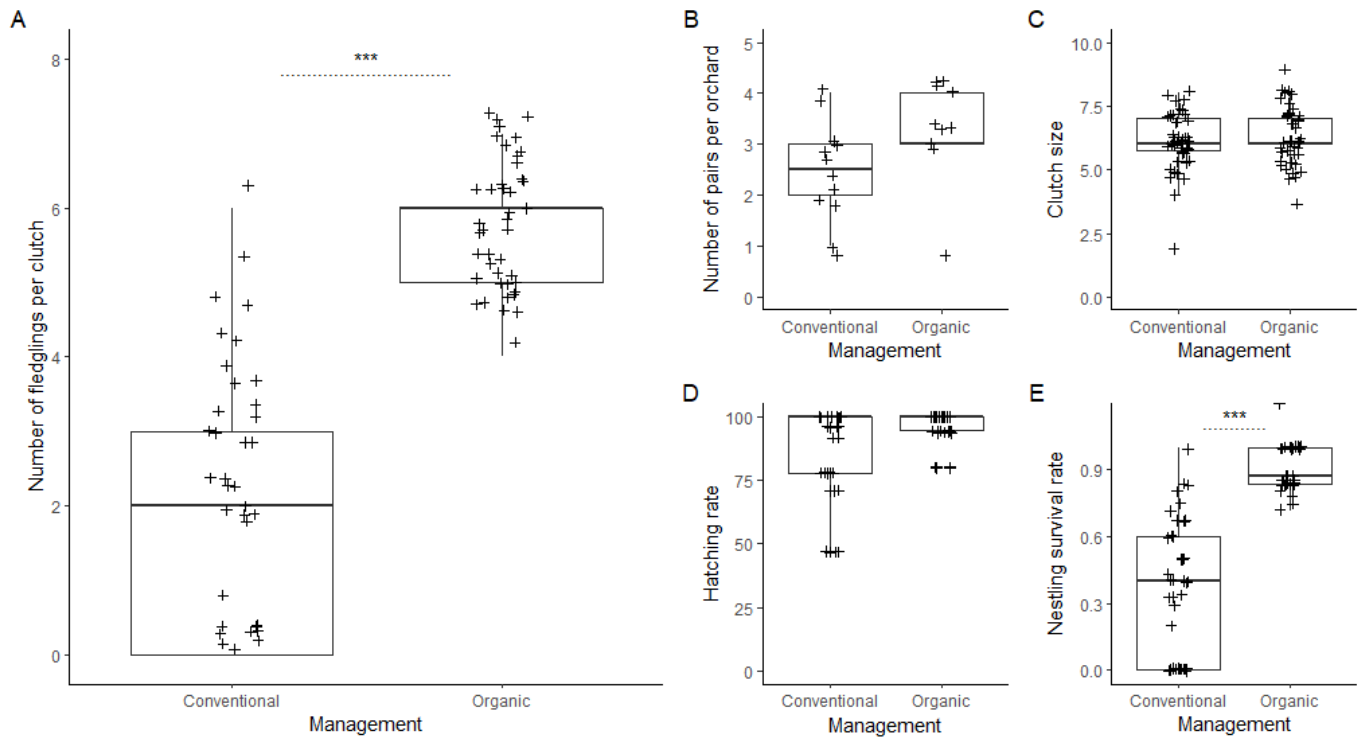 A
Number of fledglings per clutch
8
6
4
2
0
***
Conventional
Organic
Management
B
Number of pairs per orchard
5
4
3
2
1
0
Conventional
Organic
Management
C
Clutch size
10.0
7.5
5.0
2.5
0.0
Conventional
Organic
Management
D
Hatching rate
100
75
50
25
0
Conventional
Organic
Management
E
Nestling survival rate
0.9
0.6
0.3
0.0
***
Conventional
Organic
Management